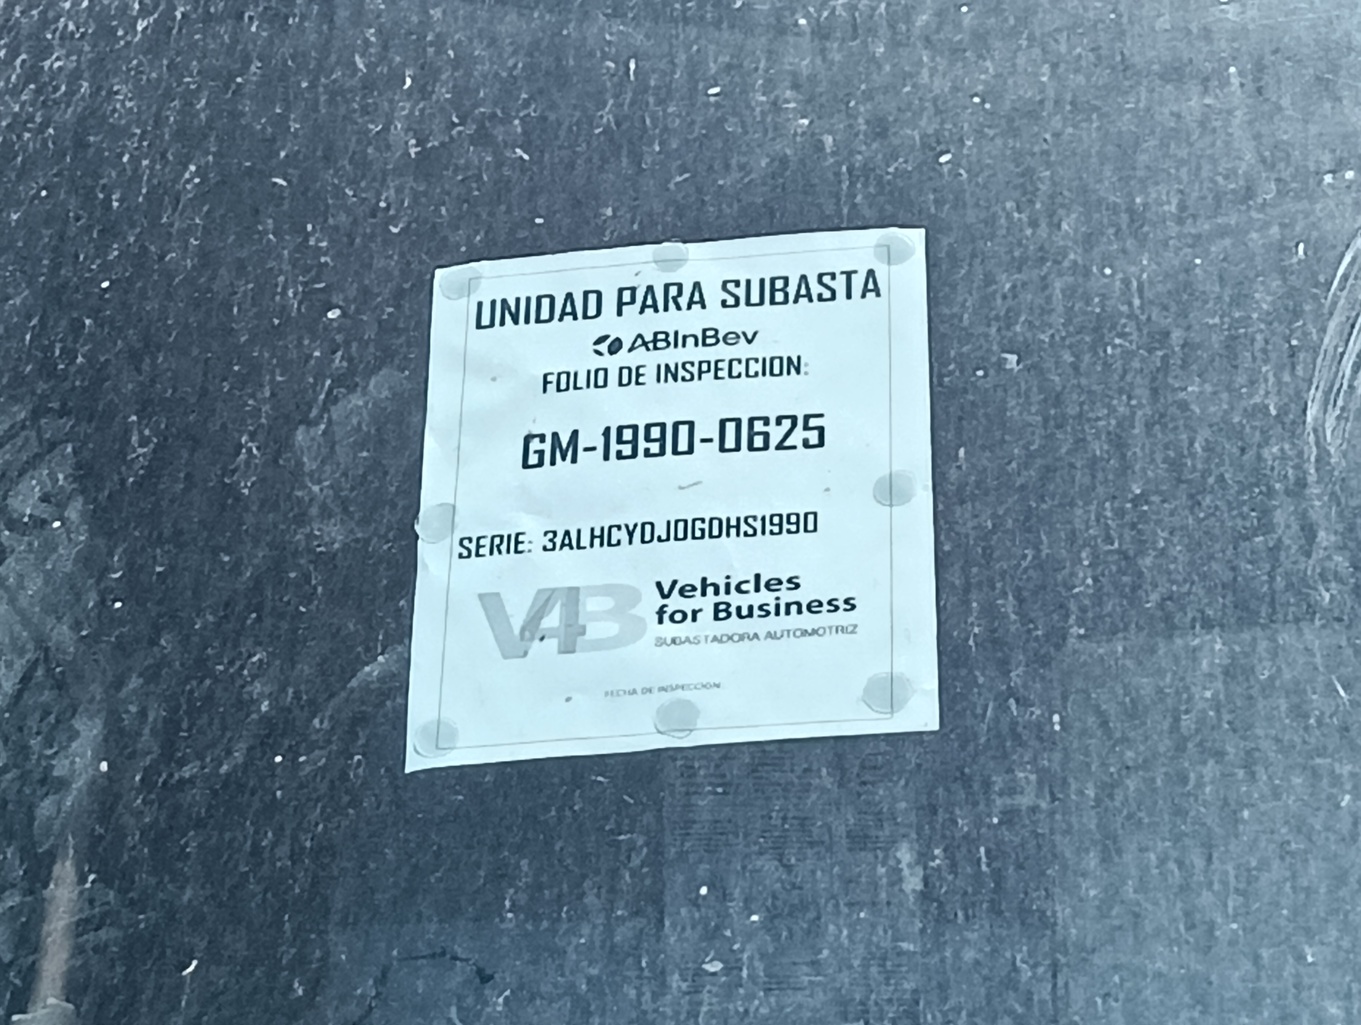 UNIDAD PARA SUBASTA
ABInBev
FOLIO DE INSPECCION:
GM-1990-0625
SERIE: 3ALHCYDJ0GDHS1990
V4B Vehicles
for Business
SUBASTADORA AUTOMOTRIZ
FECHA DE INSPECCION: